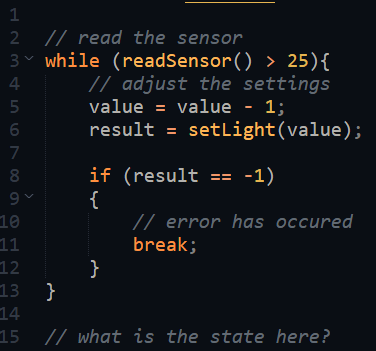 1
2 // read the sensor
3 while (readSensor() > 25){
4 // adjust the settings
5 value = value - 1;
6 result = setLight(value);
7
8 if (result == -1)
9 {
10 // error has occured
11 break;
12 }
13 }
14
15 // what is the state here?